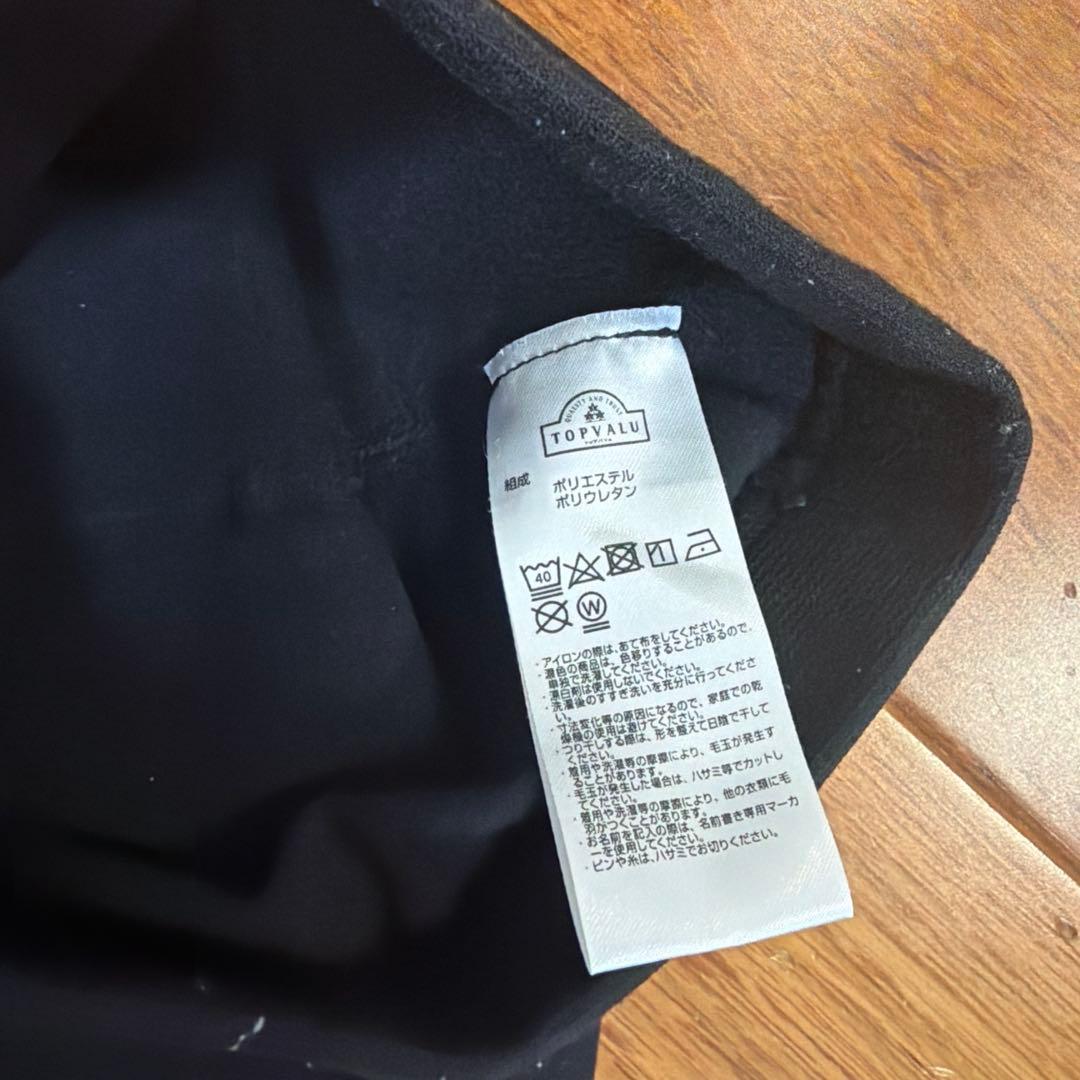 QUALITY AND TRUST
TOPVALU
トップバリュ
組成 ポリエステル
ポリウレタン
40
W
・アイロンの際は、あて布をしてください。
・濃色の商品は、色移りすることがあるので、
単独で洗濯してください。
・漂白剤は使用しないでください。
・洗濯後のすすぎ洗いを充分に行ってくださ
い。
・寸法変化等の原因になるので、家庭での乾
燥機の使用は避けてください。
・つり干しする際は、形を整えて日陰で干して
ください。
・着用や洗濯等の摩擦により、毛玉が発生す
ることがあります。
・毛玉が発生した場合は、ハサミ等でカットし
てください。
・着用や洗濯等の摩擦により、他の衣類に毛
羽がつくことがあります。
・お名前を記入の際は、名前書き専用マーカ
ーを使用してください。
・ピンや糸は、ハサミでお切りください。